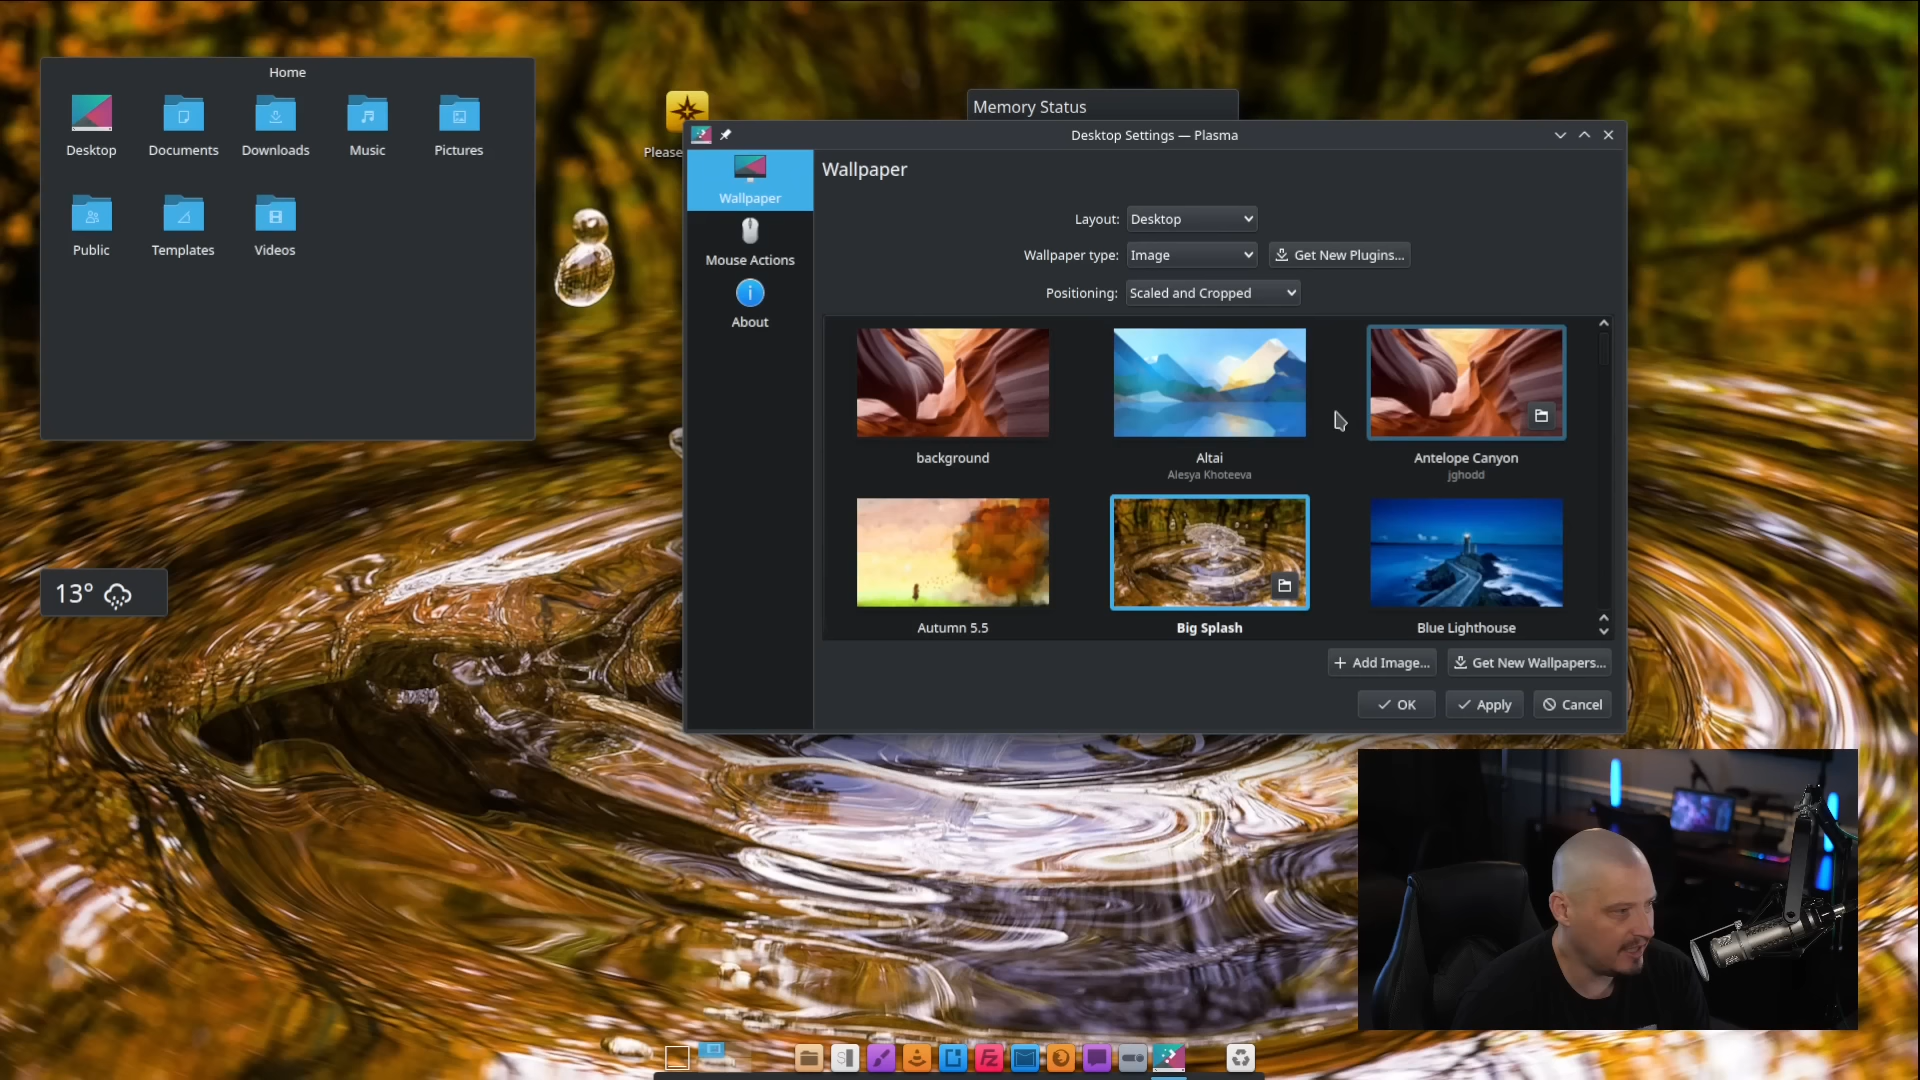 Home
Desktop
Documents
Downloads
Music
Pictures
Public
Templates
Videos
13°
Please
Memory Status
Desktop Settings — Plasma
Wallpaper
Mouse Actions
About
Wallpaper
Layout: Desktop
Wallpaper type: Image Get New Plugins...
Positioning: Scaled and Cropped
background
Altai
Alesya Khoteeva
Antelope Canyon
jghodd
Autumn 5.5
Big Splash
Blue Lighthouse
Add Image... Get New Wallpapers...
OK Apply Cancel
FZ